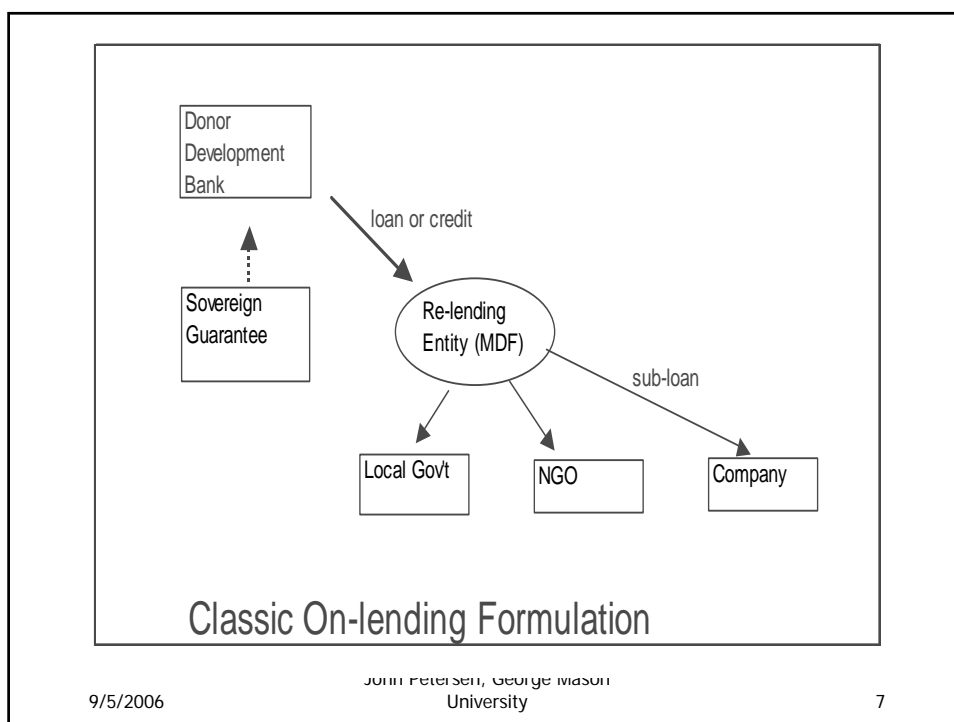 Donor
Development
Bank
loan or credit
Sovereign
Guarantee
Re-lending
Entity (MDF)
sub-loan
Local Gov't
NGO
Company
Classic On-lending Formulation
John Petersen, George Mason
9/5/2006 University 7